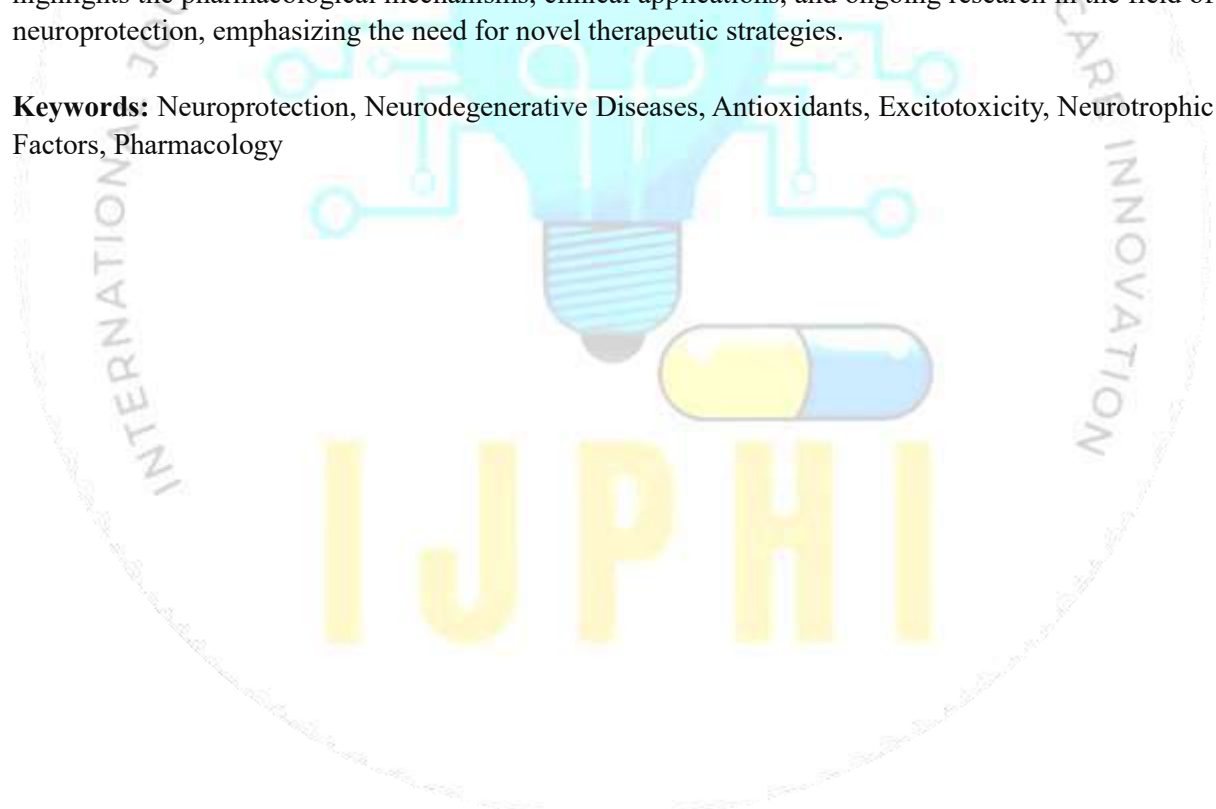 highlights the pharmacological mechanisms, clinical applications, and ongoing research in the field of
neuroprotection, emphasizing the need for novel therapeutic strategies.
Keywords: Neuroprotection, Neurodegenerative Diseases, Antioxidants, Excitotoxicity, Neurotrophic
Factors, Pharmacology
INTERNATIONAL
CARE INNOVATION
IJPHI